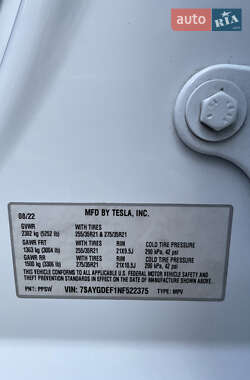 AUTO.RIA
MFD BY TESLA, INC.
08/22
GVWR WITH TIRES
2382 kg (5252 lb) 255/35R21 & 275/35R21
GAWR FRT WITH TIRES RIM COLD TIRE PRESSURE
1363 kg (3004 lb) 255/35R21 21X9.5J 290 kPa, 42 psi
GAWR RR WITH TIRES RIM COLD TIRE PRESSURE
1500 kg (3306 lb) 275/35R21 21X10.5J 290 kPa, 42 psi
THIS VEHICLE CONFORMS TO ALL APPLICABLE U.S. FEDERAL MOTOR VEHICLE SAFETY
AND THEFT PREVENTION STANDARDS IN EFFECT ON THE DATE OF MANUFACTURE SHOWN
ABOVE.
PNT: PPSW VIN: 7SAYGDEF1NF522375 TYPE: MPV